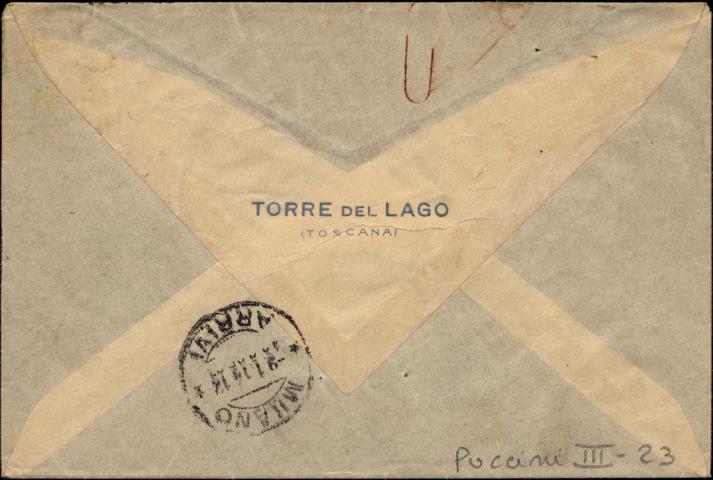 TORRE DEL LAGO
(TOSCANA)
MILANO
ARRIVI
Puccini III - 23